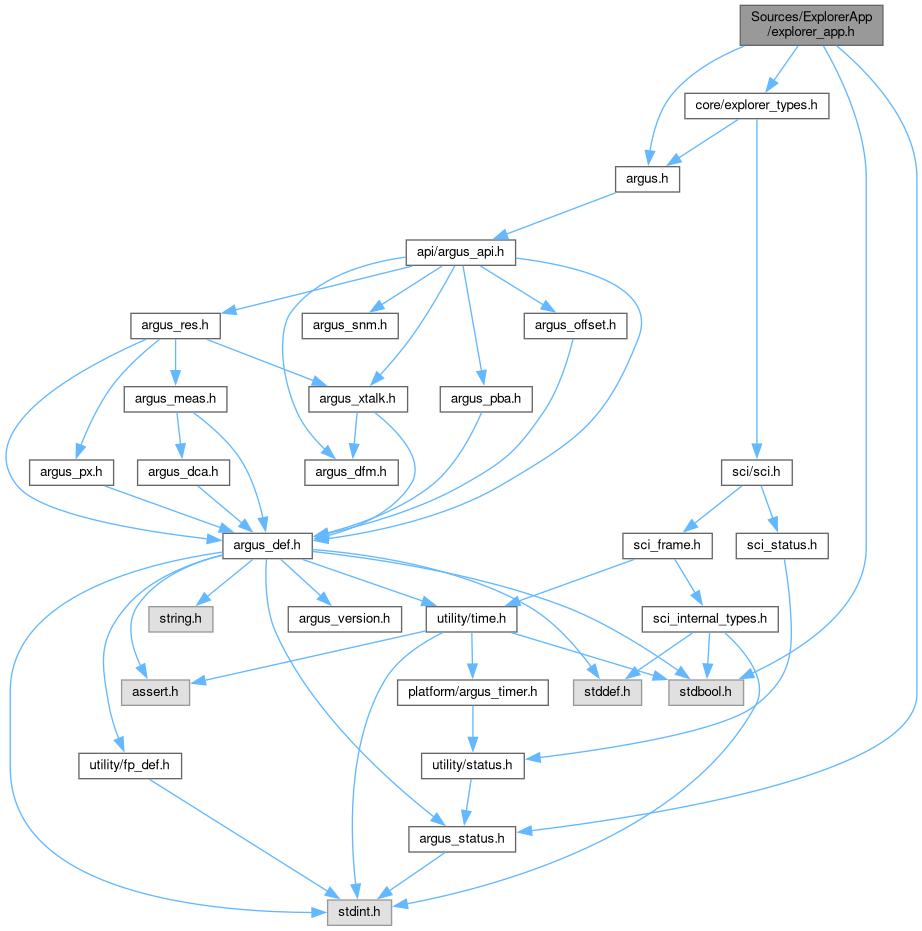 Sources/ExplorerApp
/explorer_app.h
core/explorer_types.h
argus.h
api/argus_api.h
argus_res.h
argus_snm.h
argus_offset.h
argus_meas.h
argus_xtalk.h
argus_pba.h
argus_px.h
argus_dca.h
argus_dfm.h
sci/sci.h
argus_def.h
sci_frame.h
sci_status.h
string.h
argus_version.h
utility/time.h
sci_internal_types.h
assert.h
platform/argus_timer.h
stddef.h
stdbool.h
utility/fp_def.h
utility/status.h
argus_status.h
stdint.h